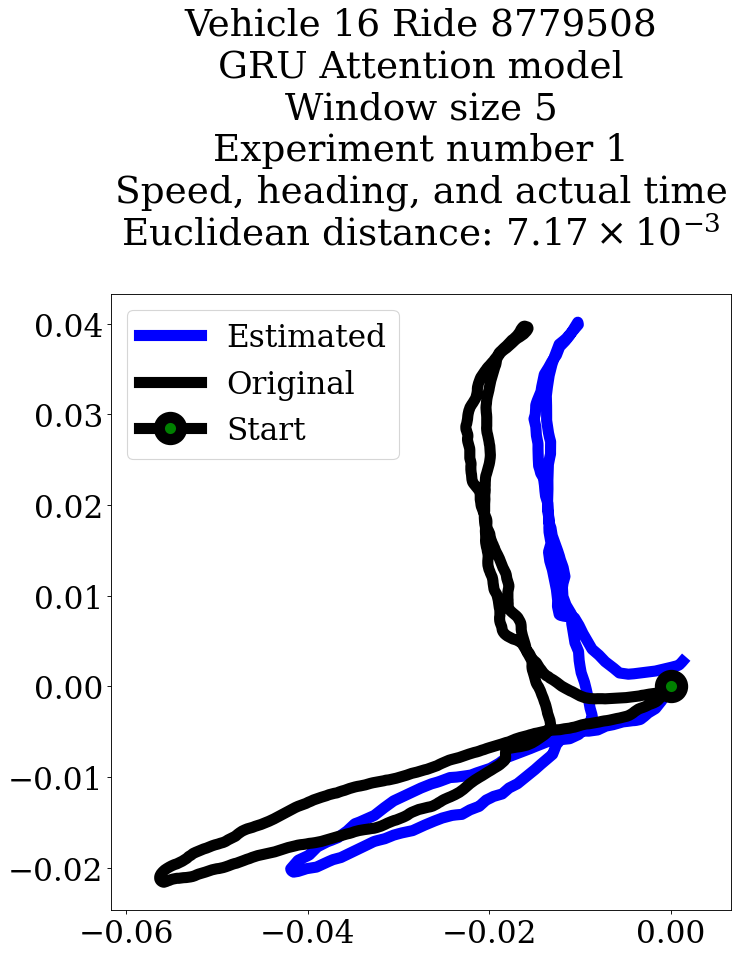 Vehicle 16 Ride 8779508
GRU Attention model
Window size 5
Experiment number 1
Speed, heading, and actual time
Euclidean distance: 7.17 × 10⁻³
Estimated
Original
Start
0.04
0.03
0.02
0.01
0.00
−0.01
−0.02
−0.06
−0.04
−0.02
0.00